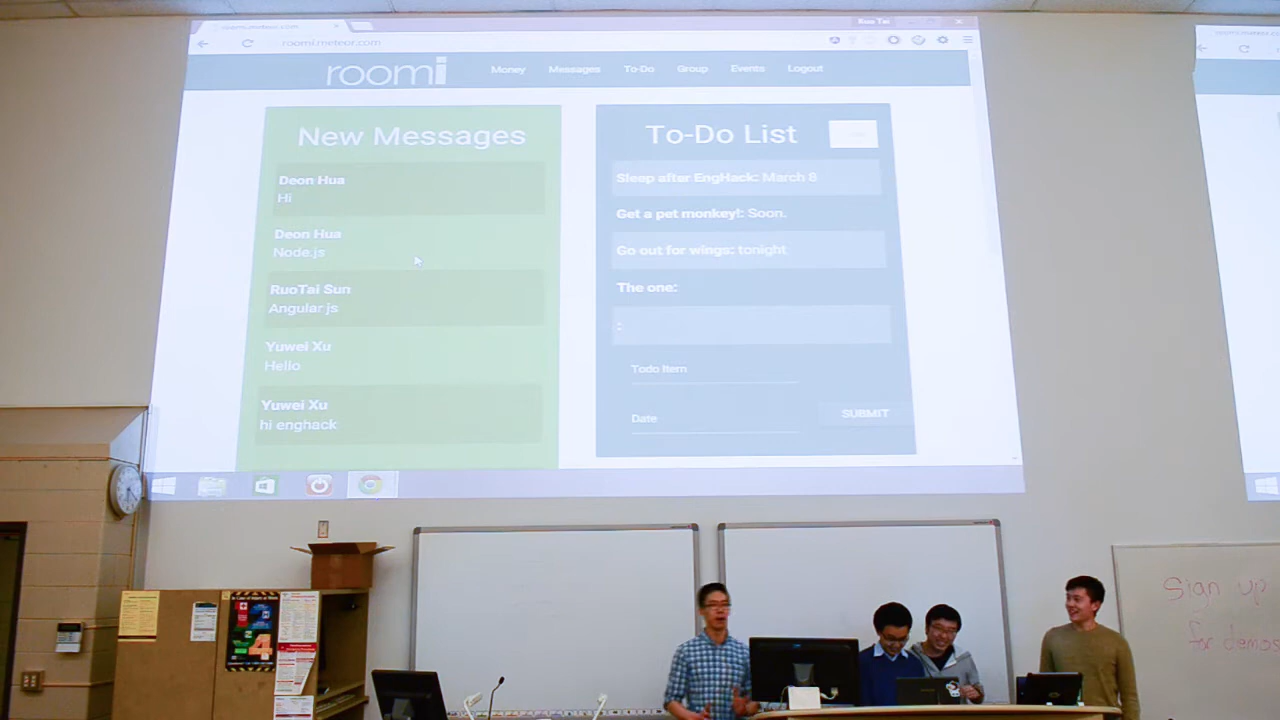 Ruo Tai
roomi.meteor.com
roomi Money Messages To-Do Group Events Logout
New Messages
Deon Hua
Hi
Deon Hua
Node.js
RuoTai Sun
Angular.js
Yuwei Xu
Hello
Yuwei Xu
hi enghack
To-Do List
Sleep after EngHack: March 8
Get a pet monkey!: Soon.
Go out for wings: tonight
The one:
:
Todo Item
Date
SUBMIT
Sign up
for demos